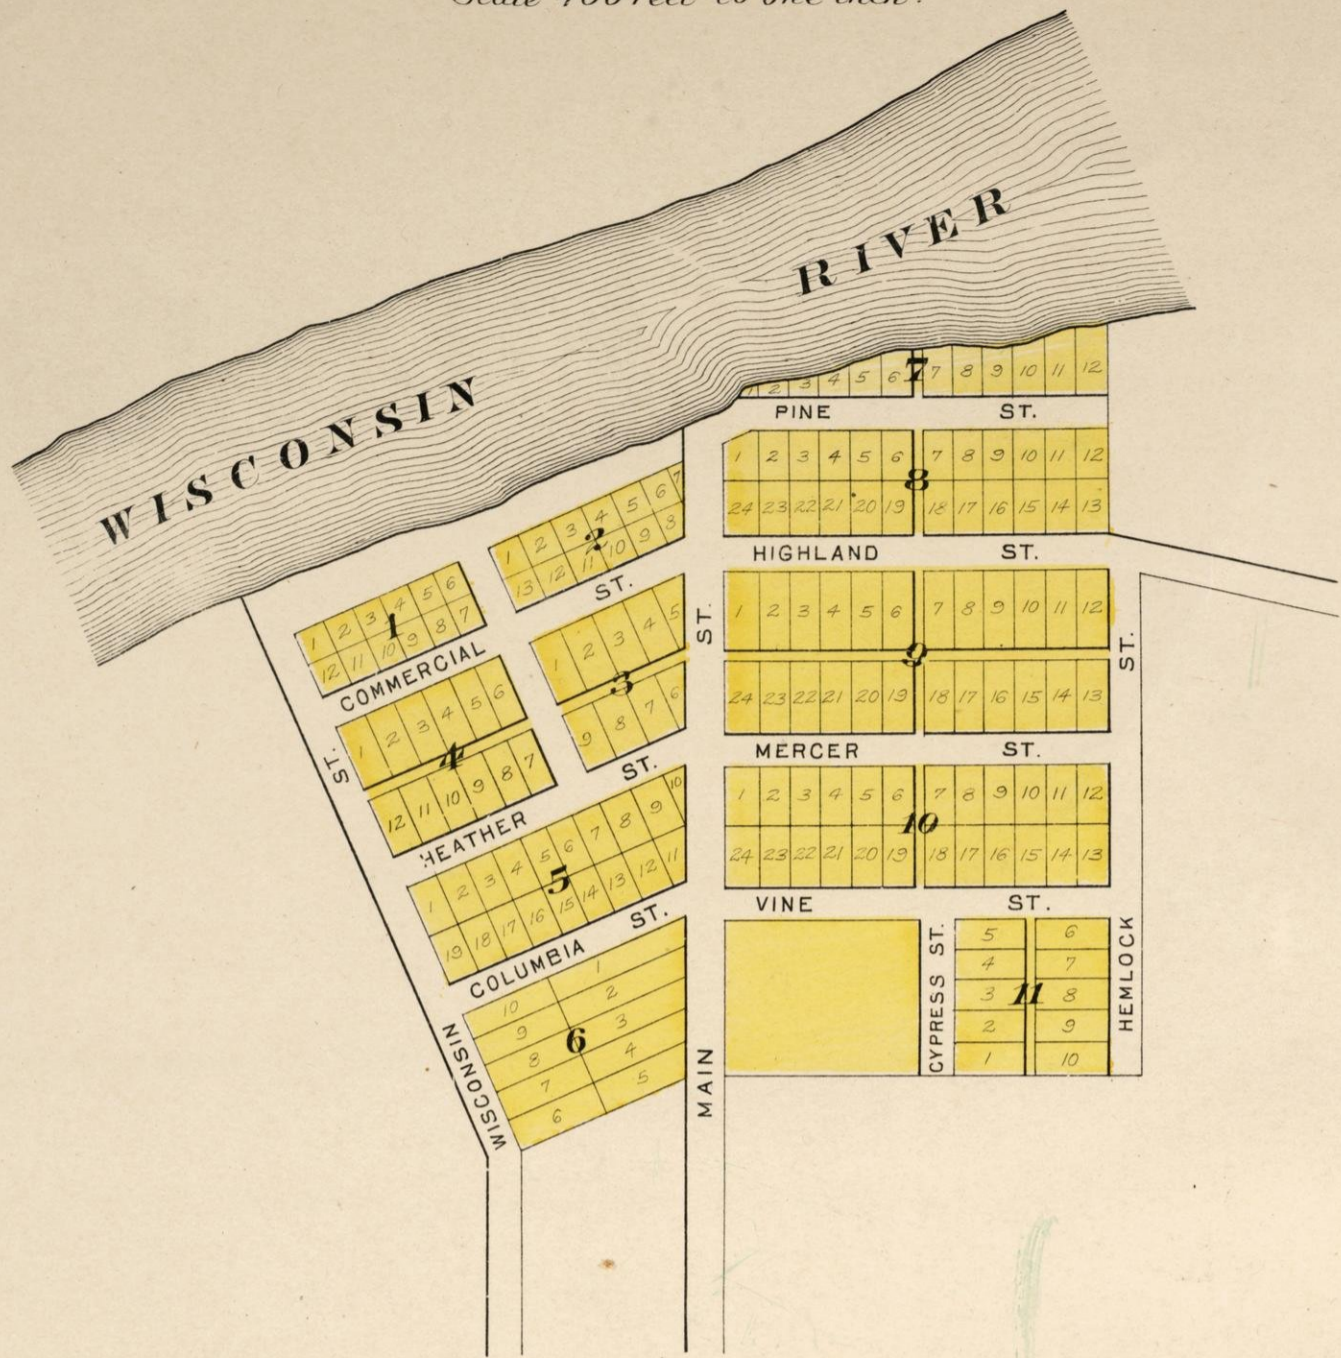 Scale 400 Feet to one inch.
WISCONSIN RIVER
1 2 3 4 5 6 7 8 9 10 11 12
7
PINE ST.
1 2 3 4 5 6 7 8 9 10 11 12
8
24 23 22 21 20 19 18 17 16 15 14 13
HIGHLAND ST.
1 2 3 4 5 6 7 8 9 10 11 12
9
24 23 22 21 20 19 18 17 16 15 14 13
MERCER ST.
1 2 3 4 5 6 7 8 9 10 11 12
10
24 23 22 21 20 19 18 17 16 15 14 13
VINE ST.
5 6
4 7
3 11 8
2 9
1 10
CYPRESS ST.
HEMLOCK ST.
MAIN ST.
1 2 3 4 5 6 7
2
13 12 11 10 9 8
1 2 3 4 5 6
1
12 11 10 9 8 7
COMMERCIAL ST.
1 2 3 4 5
3
9 8 7 6
1 2 3 4 5 6
4
12 11 10 9 8 7
HEATHER ST.
1 2 3 4 5 6 7 8 9 10
5
19 18 17 16 15 14 13 12 11
COLUMBIA ST.
10 1
9 2
8 6 3
7 4
6 5
WISCONSIN ST.